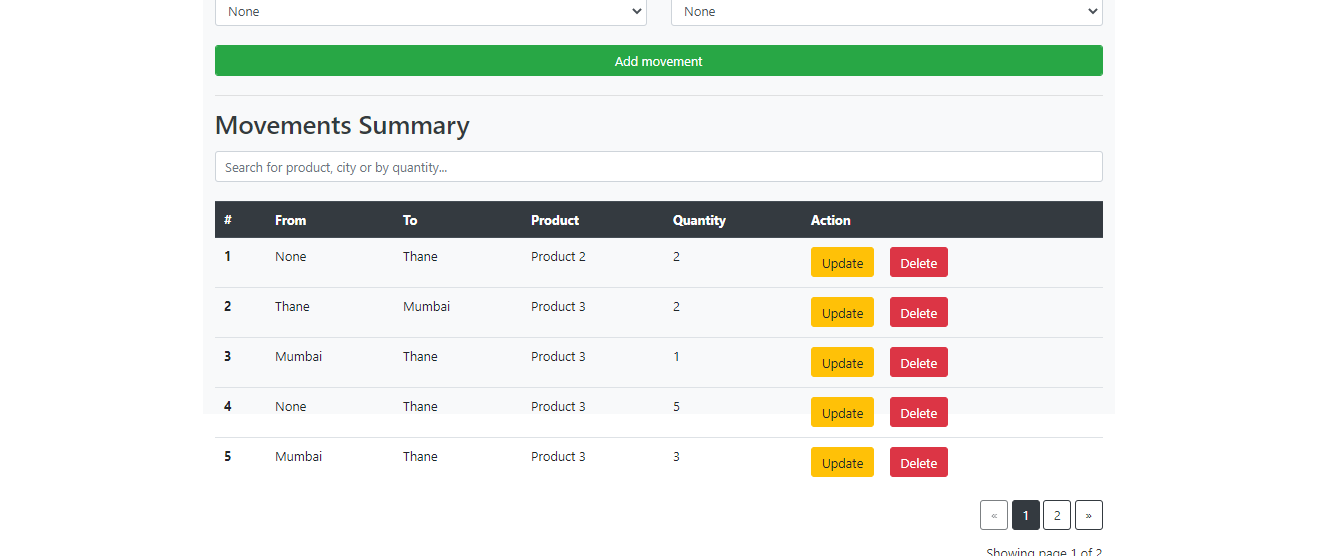 None None
Add movement
Movements Summary
Search for product, city or by quantity...
# From To Product Quantity Action
1 None Thane Product 2 2 Update Delete
2 Thane Mumbai Product 3 2 Update Delete
3 Mumbai Thane Product 3 1 Update Delete
4 None Thane Product 3 5 Update Delete
5 Mumbai Thane Product 3 3 Update Delete
« 1 2 »
Showing page 1 of 2